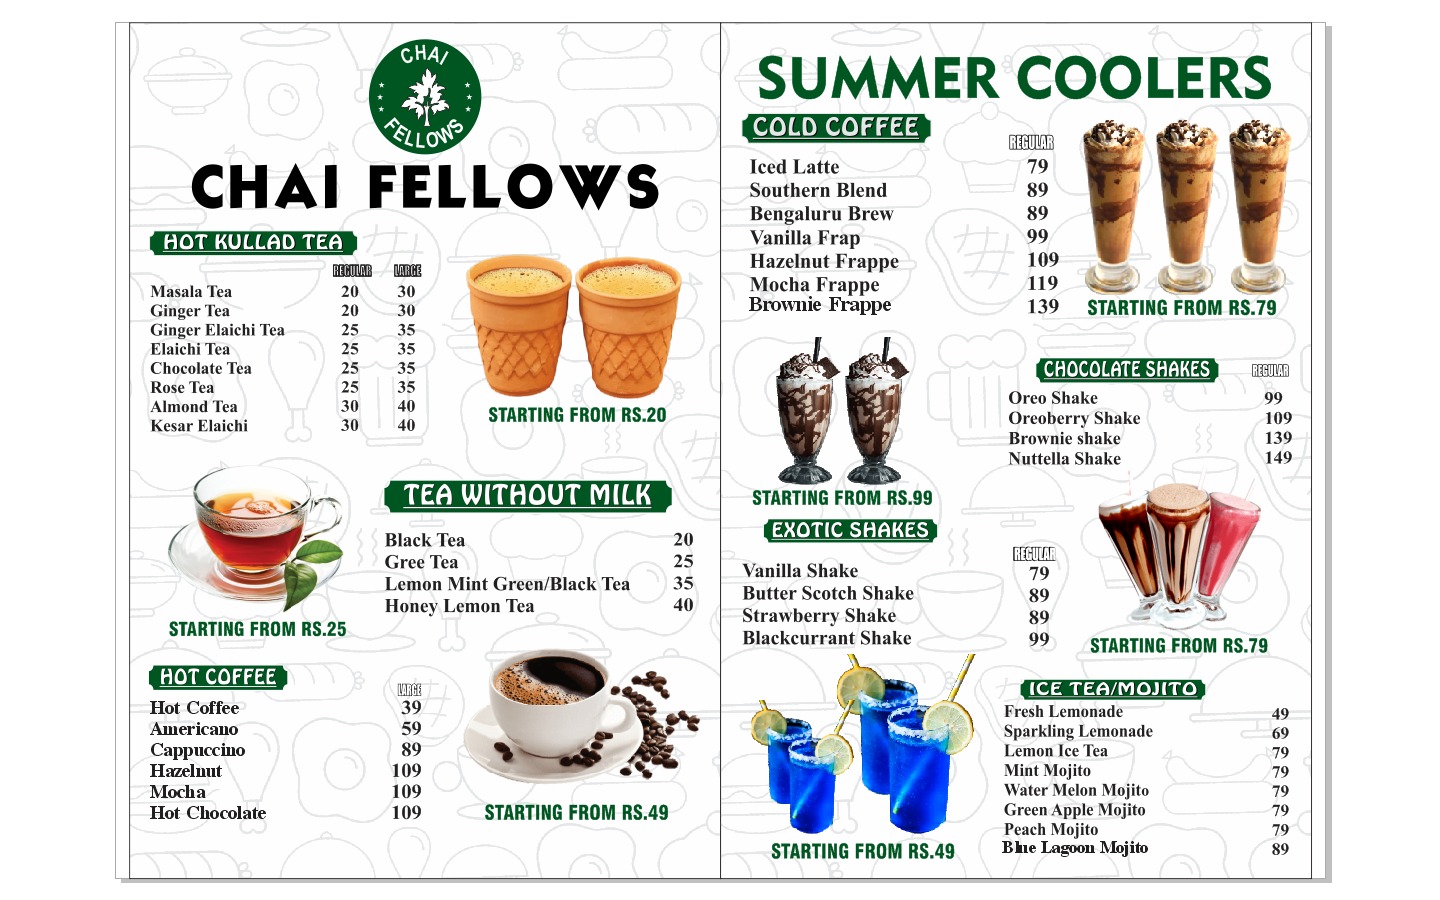 CHAI
FELLOWS
CHAI FELLOWS
HOT KULLAD TEA
REGULAR LARGE
Masala Tea 20 30
Ginger Tea 20 30
Ginger Elaichi Tea 25 35
Elaichi Tea 25 35
Chocolate Tea 25 35
Rose Tea 25 35
Almond Tea 30 40
Kesar Elaichi 30 40
STARTING FROM RS.20
TEA WITHOUT MILK
Black Tea 20
Gree Tea 25
Lemon Mint Green/Black Tea 35
Honey Lemon Tea 40
STARTING FROM RS.25
HOT COFFEE
LARGE
Hot Coffee 39
Americano 59
Cappuccino 89
Hazelnut 109
Mocha 109
Hot Chocolate 109
STARTING FROM RS.49
SUMMER COOLERS
COLD COFFEE
REGULAR
Iced Latte 79
Southern Blend 89
Bengaluru Brew 89
Vanilla Frap 99
Hazelnut Frappe 109
Mocha Frappe 119
Brownie Frappe 139
STARTING FROM RS.79
CHOCOLATE SHAKES REGULAR
Oreo Shake 99
Oreoberry Shake 109
Brownie shake 139
Nuttella Shake 149
STARTING FROM RS.99
EXOTIC SHAKES
REGULAR
Vanilla Shake 79
Butter Scotch Shake 89
Strawberry Shake 89
Blackcurrant Shake 99
STARTING FROM RS.79
ICE TEA/MOJITO
Fresh Lemonade 49
Sparkling Lemonade 69
Lemon Ice Tea 79
Mint Mojito 79
Water Melon Mojito 79
Green Apple Mojito 79
Peach Mojito 79
Blue Lagoon Mojito 89
STARTING FROM RS.49